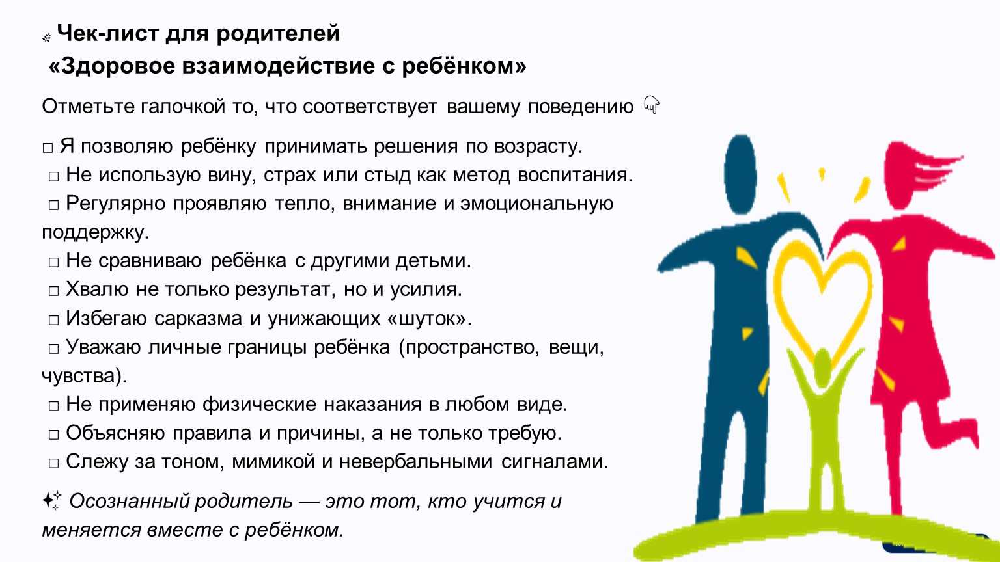 Чек-лист для родителей
«Здоровое взаимодействие с ребёнком»
Отметьте галочкой то, что соответствует вашему поведению 👇
□ Я позволяю ребёнку принимать решения по возрасту.
□ Не использую вину, страх или стыд как метод воспитания.
□ Регулярно проявляю тепло, внимание и эмоциональную
поддержку.
□ Не сравниваю ребёнка с другими детьми.
□ Хвалю не только результат, но и усилия.
□ Избегаю сарказма и унижающих «шуток».
□ Уважаю личные границы ребёнка (пространство, вещи,
чувства).
□ Не применяю физические наказания в любом виде.
□ Объясняю правила и причины, а не только требую.
□ Слежу за тоном, мимикой и невербальными сигналами.
✨ Осознанный родитель — это тот, кто учится и
меняется вместе с ребёнком.